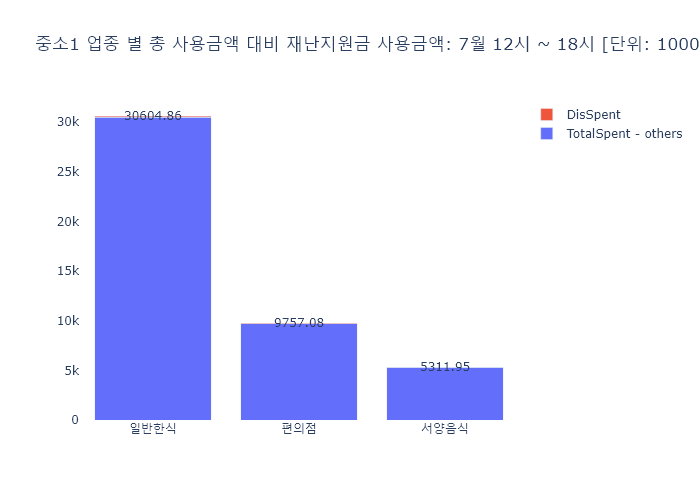 중소1 업종 별 총 사용금액 대비 재난지원금 사용금액: 7월 12시 ~ 18시 [단위: 1000
DisSpent
TotalSpent - others
30k
25k
20k
15k
10k
5k
0
30604.86
9757.08
5311.95
일반한식
편의점
서양음식